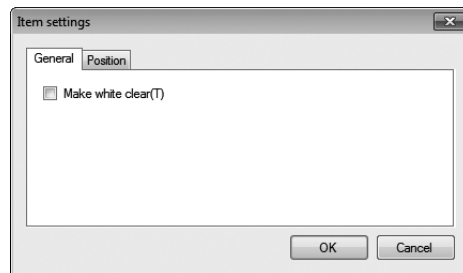 Item settings
General Position
Make white clear(T)
OK Cancel